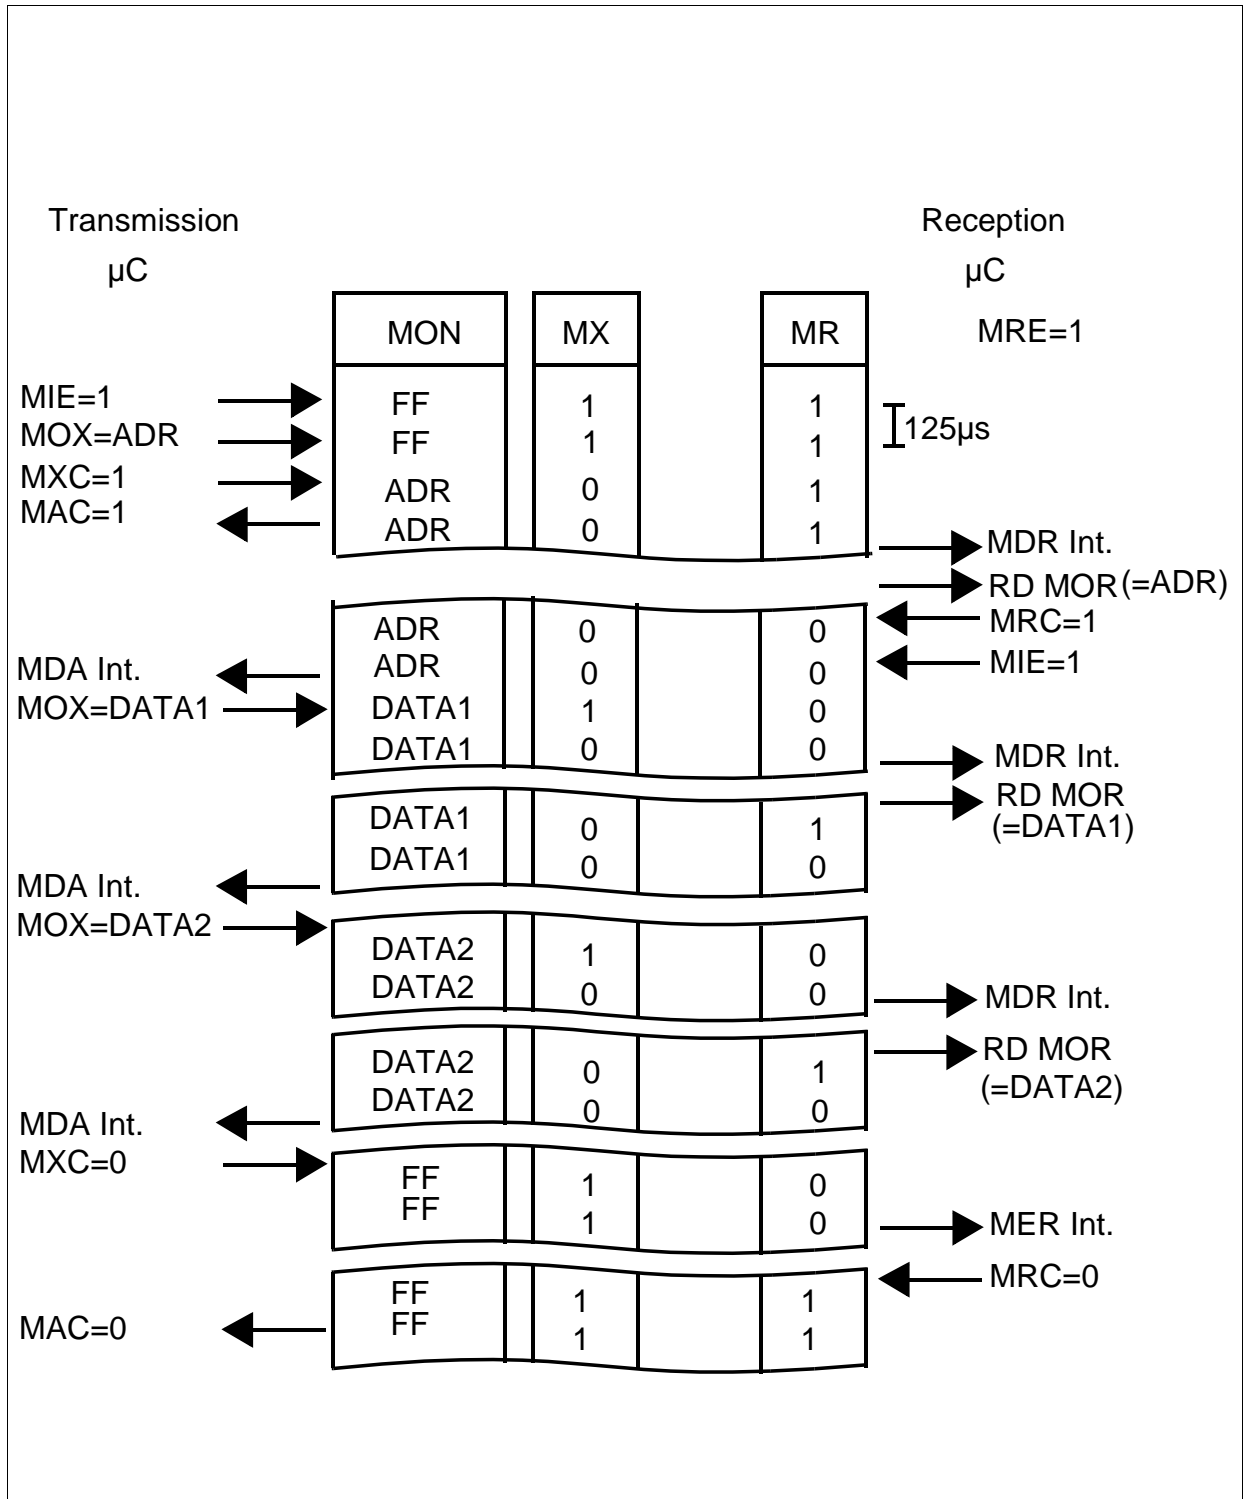 Transmission Reception
µC µC
MON MX MR MRE=1
MIE=1 FF 1 1
125µs
MOX=ADR FF 1 1
MXC=1 ADR 0 1
MAC=1 ADR 0 1
MDR Int.
RD MOR(=ADR)
ADR 0 0 MRC=1
MDA Int. ADR 0 0 MIE=1
MOX=DATA1 DATA1 1 0
DATA1 0 0 MDR Int.
RD MOR
DATA1 0 1 (=DATA1)
DATA1 0 0
MDA Int.
MOX=DATA2
DATA2 1 0
DATA2 0 0 MDR Int.
DATA2 0 1 RD MOR
DATA2 0 0 (=DATA2)
MDA Int.
MXC=0
FF 1 0
FF 1 0 MER Int.
MRC=0
FF 1 1
MAC=0 FF 1 1